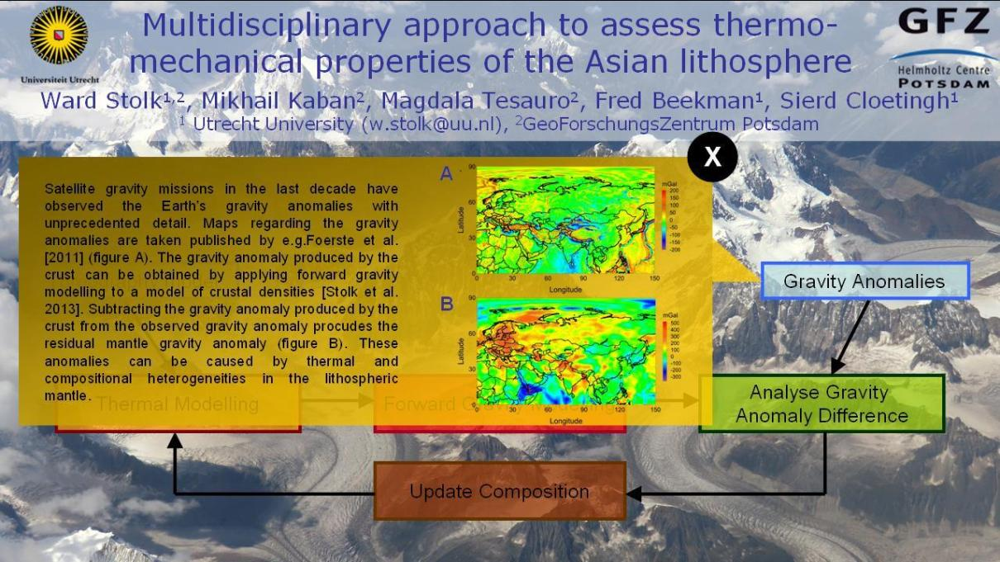 Universiteit Utrecht
GFZ
Helmholtz Centre
POTSDAM
Multidisciplinary approach to assess thermo-
mechanical properties of the Asian lithosphere
Ward Stolk¹,², Mikhail Kaban², Magdala Tesauro², Fred Beekman¹, Sierd Cloetingh¹
¹ Utrecht University (w.stolk@uu.nl), ²GeoForschungsZentrum Potsdam
X
Satellite gravity missions in the last decade have
observed the Earth's gravity anomalies with
unprecedented detail. Maps regarding the gravity
anomalies are taken published by e.g.Foerste et al.
[2011] (figure A). The gravity anomaly produced by the
crust can be obtained by applying forward gravity
modelling to a model of crustal densities [Stolk et al.
2013]. Subtracting the gravity anomaly produced by the
crust from the observed gravity anomaly procudes the
residual mantle gravity anomaly (figure B). These
anomalies can be caused by thermal and
compositional heterogeneities in the lithospheric
mantle.
A
90
60
30
0
Latitude
0 30 60 90 120 150
Longitude
mGal
200
150
100
50
0
-50
-100
-150
-200
B
90
60
30
0
Latitude
0 30 60 90 120 150
Longitude
mGal
500
400
300
200
100
0
-100
-200
-300
Gravity Anomalies
Thermal Modelling
Forward Gravity Modelling
Analyse Gravity
Anomaly Difference
Update Composition